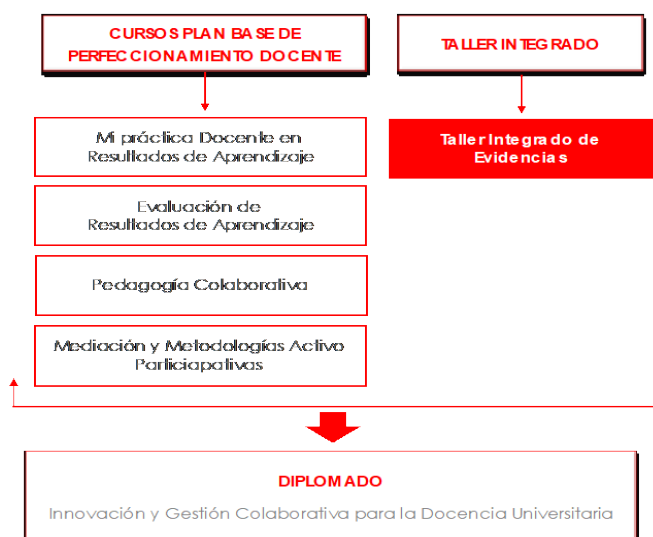 CURSOS PLAN BASE DE
PERFECCIONAMIENTO DOCENTE
TALLER INTEGRADO
Mi práctica Docente en
Resultados de Aprendizaje
Taller Integrado de
Evidencias
Evaluación de
Resultados de Aprendizaje
Pedagogía Colaborativa
Mediación y Metodologías Activo
Particiapativas
DIPLOMADO
Innovación y Gestión Colaborativa para la Docencia Universitaria